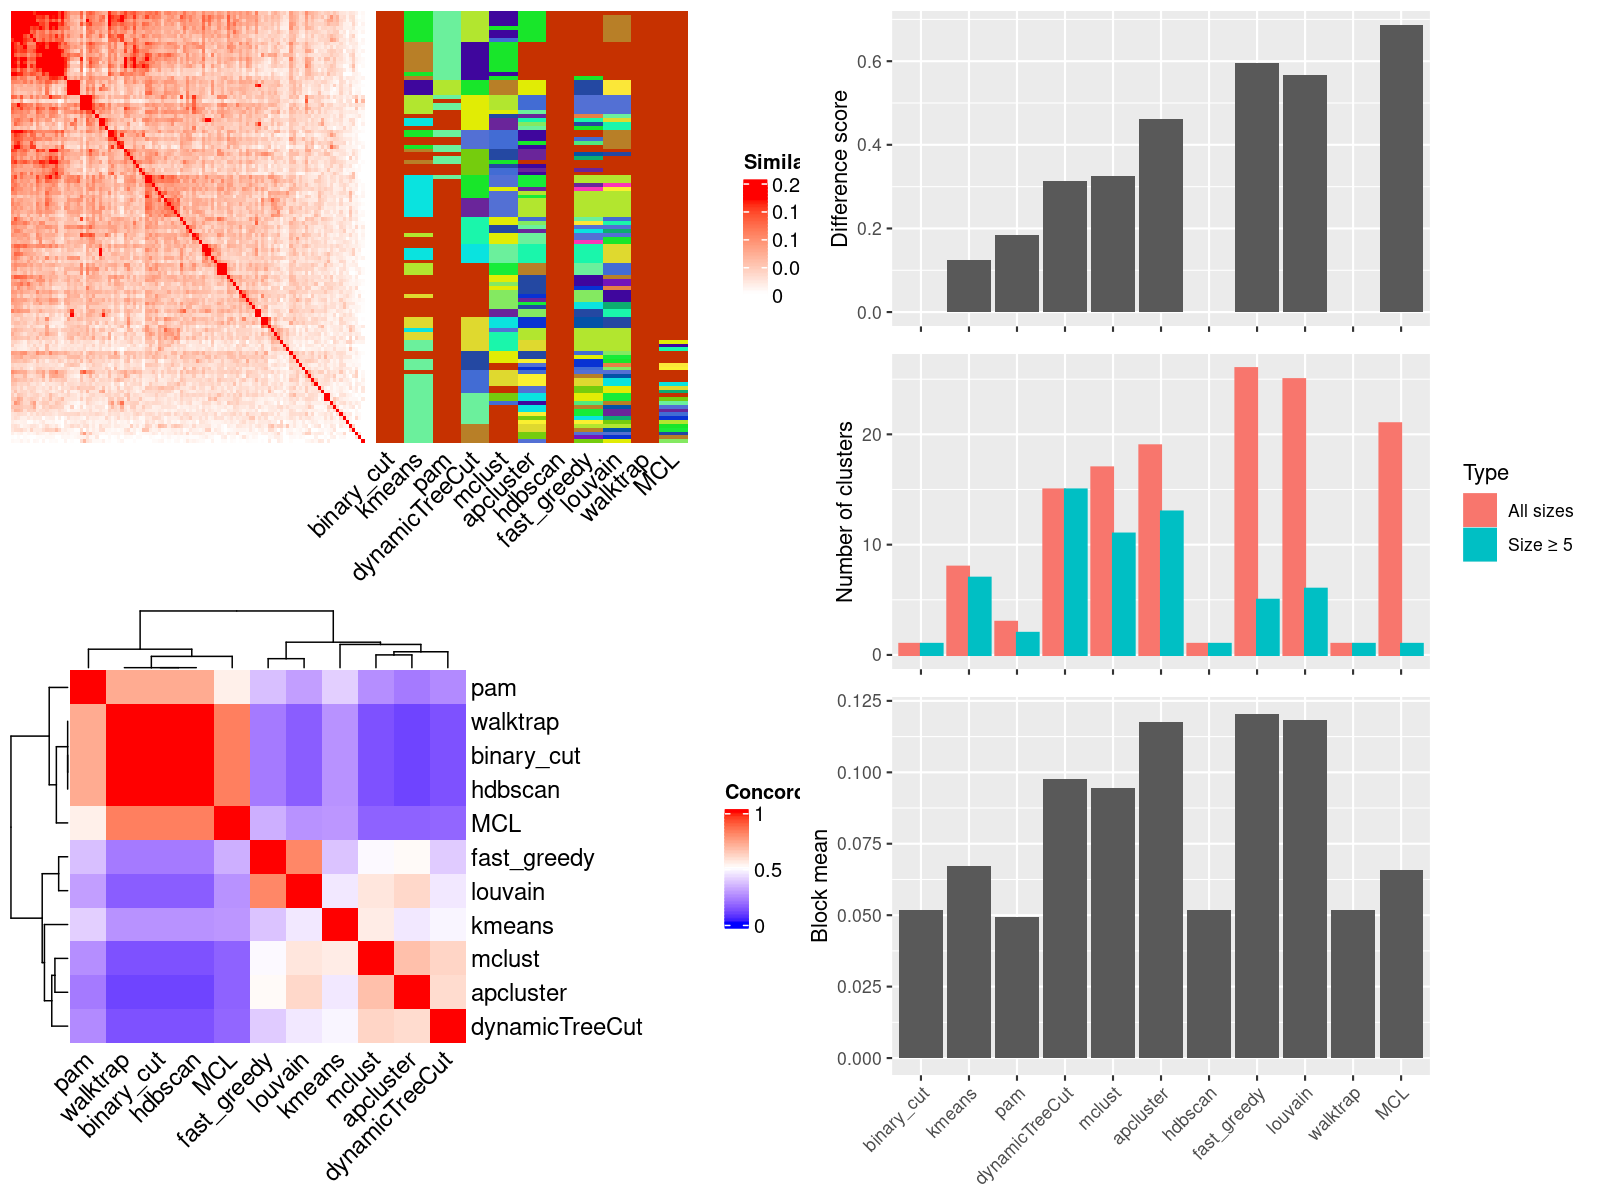 Simila
0.2
0.1
0.1
0.0
0
binary_cut
kmeans
pam
dynamicTreeCut
mclust
apcluster
hdbscan
fast_greedy
louvain
walktrap
MCL
pam
walktrap
binary_cut
hdbscan
MCL
fast_greedy
louvain
kmeans
mclust
apcluster
dynamicTreeCut
pam
walktrap
binary_cut
hdbscan
MCL
fast_greedy
louvain
kmeans
mclust
apcluster
dynamicTreeCut
Concord
1
0.5
0
Difference score
0.6
0.4
0.2
0.0
Number of clusters
20
10
0
Type
All sizes
Size ≥ 5
Block mean
0.125
0.100
0.075
0.050
0.025
0.000
binary_cut
kmeans
pam
dynamicTreeCut
mclust
apcluster
hdbscan
fast_greedy
louvain
walktrap
MCL